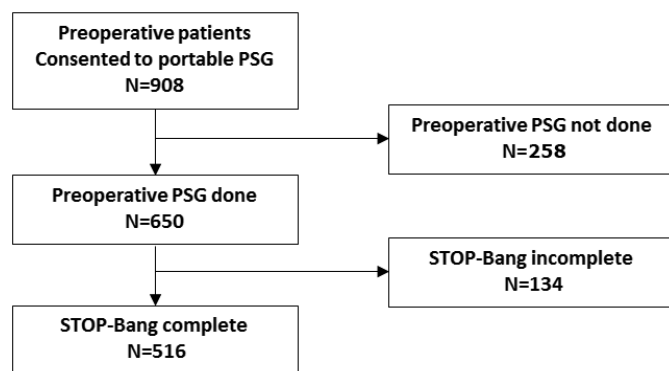 Preoperative patients
Consented to portable PSG
N=908
Preoperative PSG not done
N=258
Preoperative PSG done
N=650
STOP-Bang incomplete
N=134
STOP-Bang complete
N=516